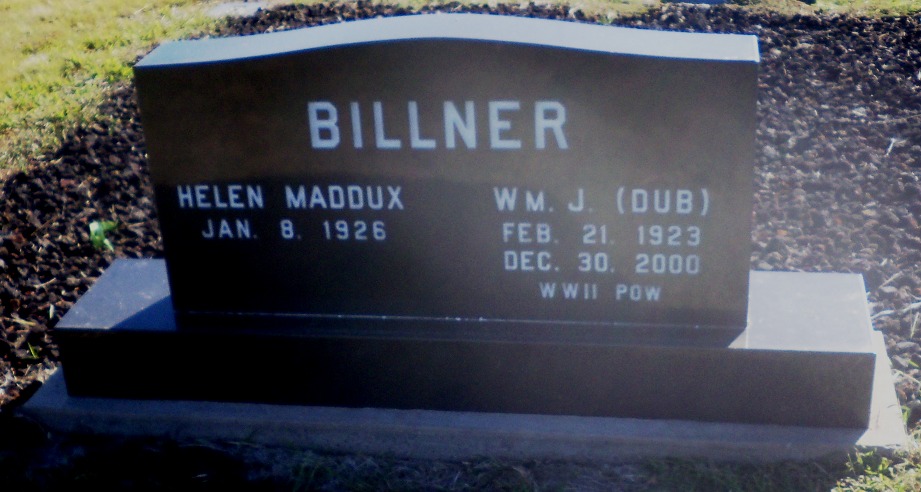 BILLNER
HELEN MADDUX
JAN. 8. 1926
WM. J. (DUB)
FEB. 21. 1923
DEC. 30. 2000
WWII POW